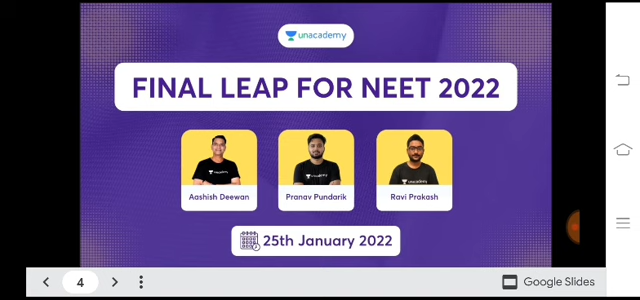 unacademy
FINAL LEAP FOR NEET 2022
Aashish Deewan
Pranav Pundarik
Ravi Prakash
25th January 2022
4
Google Slides